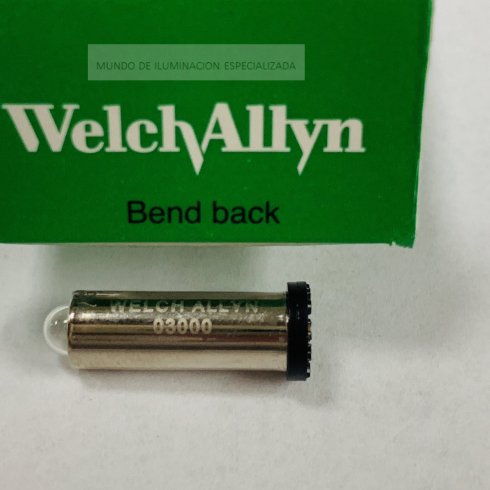 MUNDO DE ILUMINACION ESPECIALIZADA
WelchAllyn
Bend back
WELCH ALLYN
03000